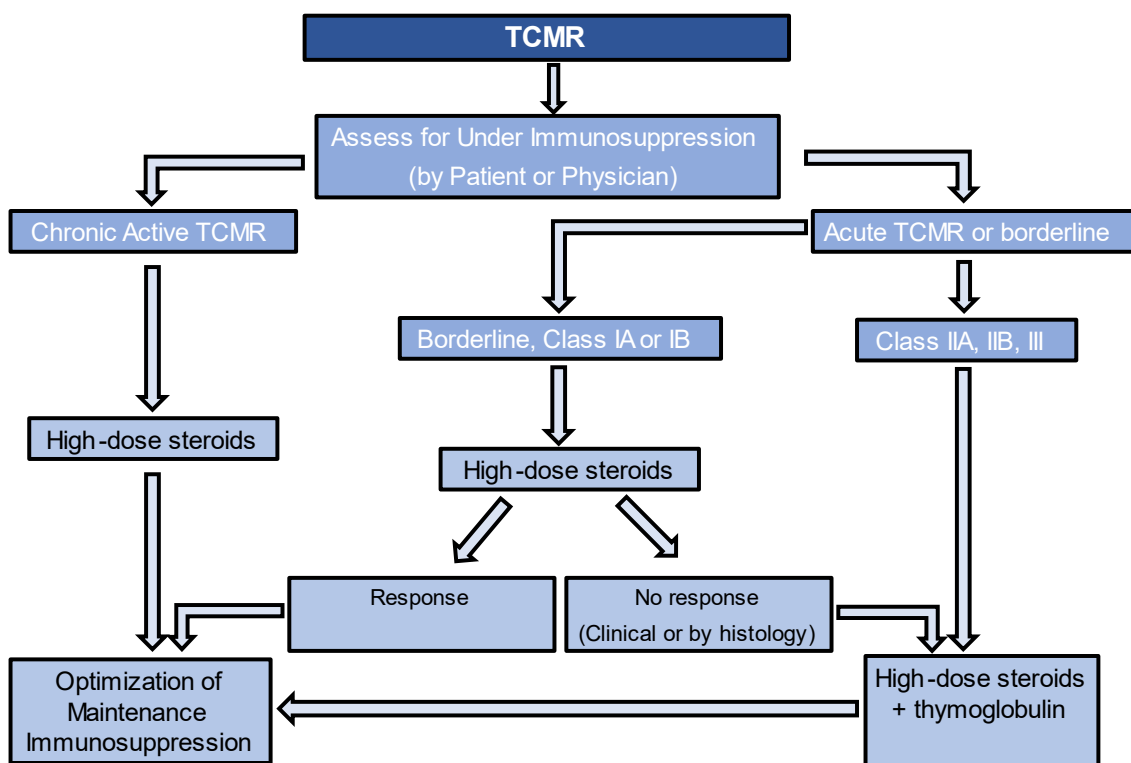 TCMR
Assess for Under Immunosuppression
(by Patient or Physician)
Chronic Active TCMR
Acute TCMR or borderline
Borderline, Class IA or IB
Class IIA, IIB, III
High-dose steroids
High-dose steroids
Response
No response
(Clinical or by histology)
Optimization of
Maintenance
Immunosuppression
High-dose steroids
+ thymoglobulin